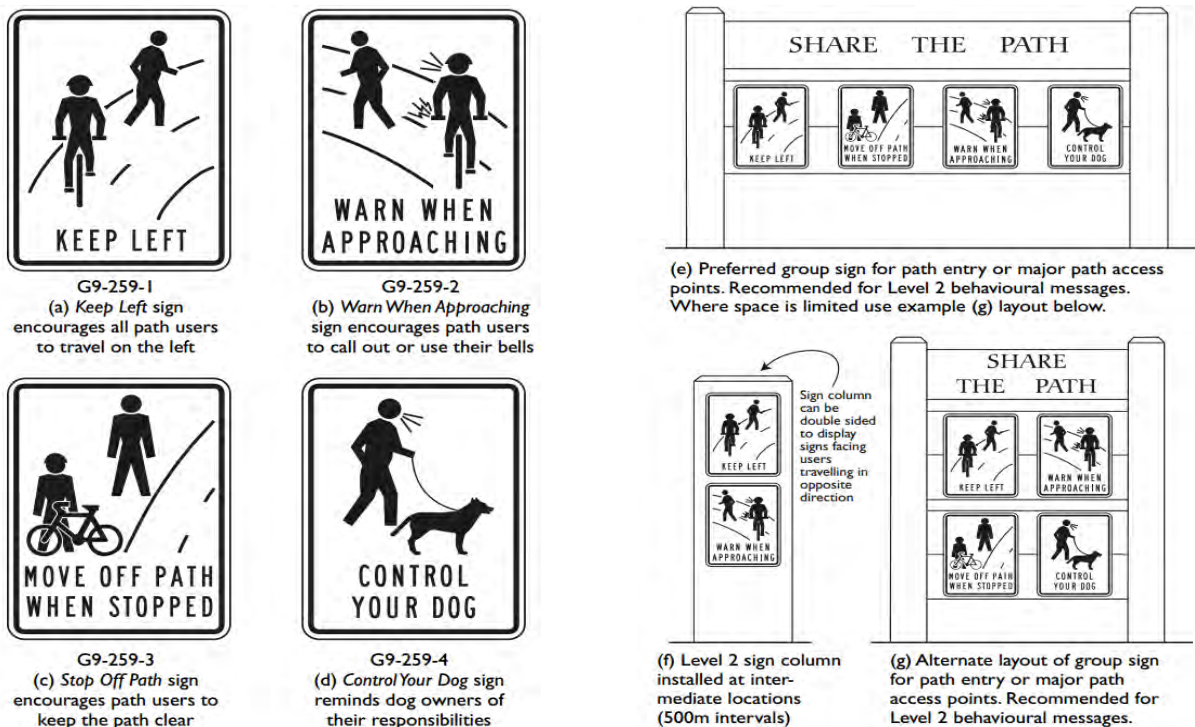 KEEP LEFT
G9-259-1
(a) Keep Left sign
encourages all path users
to travel on the left
WARN WHEN
APPROACHING
G9-259-2
(b) Warn When Approaching
sign encourages path users
to call out or use their bells
MOVE OFF PATH
WHEN STOPPED
G9-259-3
(c) Stop Off Path sign
encourages path users to
keep the path clear
CONTROL
YOUR DOG
G9-259-4
(d) Control Your Dog sign
reminds dog owners of
their responsibilities
SHARE THE PATH
KEEP LEFT
MOVE OFF PATH
WHEN STOPPED
WARN WHEN
APPROACHING
CONTROL
YOUR DOG
(e) Preferred group sign for path entry or major path access
points. Recommended for Level 2 behavioural messages.
Where space is limited use example (g) layout below.
KEEP LEFT
WARN WHEN
APPROACHING
Sign column
can be
double sided
to display
signs facing
users
travelling in
opposite
direction
(f) Level 2 sign column
installed at inter-
mediate locations
(500m intervals)
SHARE
THE PATH
KEEP LEFT
WARN WHEN
APPROACHING
MOVE OFF PATH
WHEN STOPPED
CONTROL
YOUR DOG
(g) Alternate layout of group sign
for path entry or major path
access points. Recommended for
Level 2 behavioural messages.